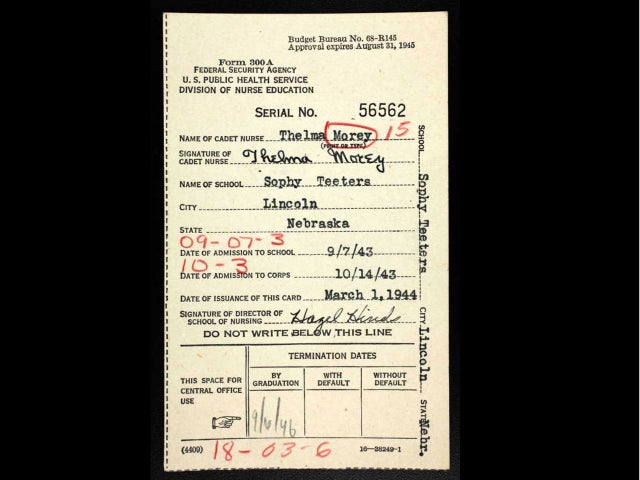 Budget Bureau No. 68-R145
Approval expires August 31, 1945
Form 300A
FEDERAL SECURITY AGENCY
U. S. PUBLIC HEALTH SERVICE
DIVISION OF NURSE EDUCATION
SERIAL NO. 56562
NAME OF CADET NURSE Thelma Morey 15
(PRINT OR TYPE)
SIGNATURE OF CADET NURSE Thelma Morey
NAME OF SCHOOL Sophy Teeters
CITY Lincoln
STATE Nebraska
09-07-3
DATE OF ADMISSION TO SCHOOL 9/7/43
10-3
DATE OF ADMISSION TO CORPS 10/14/43
DATE OF ISSUANCE OF THIS CARD March 1,1944
SIGNATURE OF DIRECTOR OF SCHOOL OF NURSING Hazel Hinds
DO NOT WRITE BELOW THIS LINE
THIS SPACE FOR CENTRAL OFFICE USE
TERMINATION DATES
BY GRADUATION WITH DEFAULT WITHOUT DEFAULT
9/6/46
(4409) 18-03-6 16—38249-1
SCHOOL Sophy Teeters CITY Lincoln STATE Nebr.